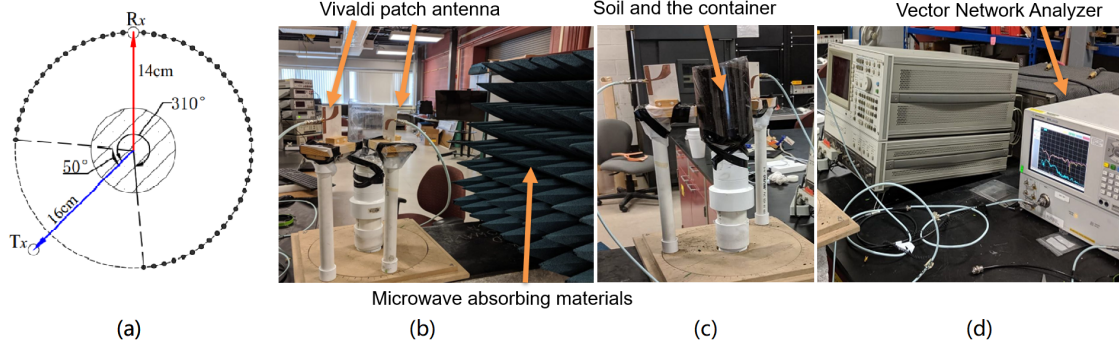 Vivaldi patch antenna
Soil and the container
Vector Network Analyzer
Rx
14cm
310°
50°
16cm
Tx
Microwave absorbing materials
(a)
(b)
(c)
(d)